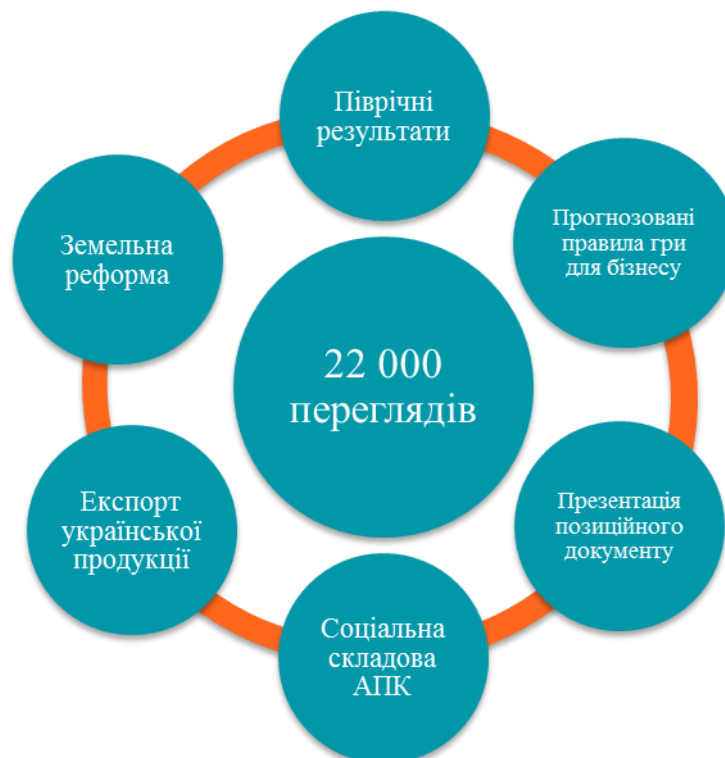 Піврічні
результати
Прогнозовані
правила гри
для бізнесу
Презентація
позиційного
документу
Соціальна
складова
АПК
Експорт
української
продукції
Земельна
реформа
22 000
переглядів